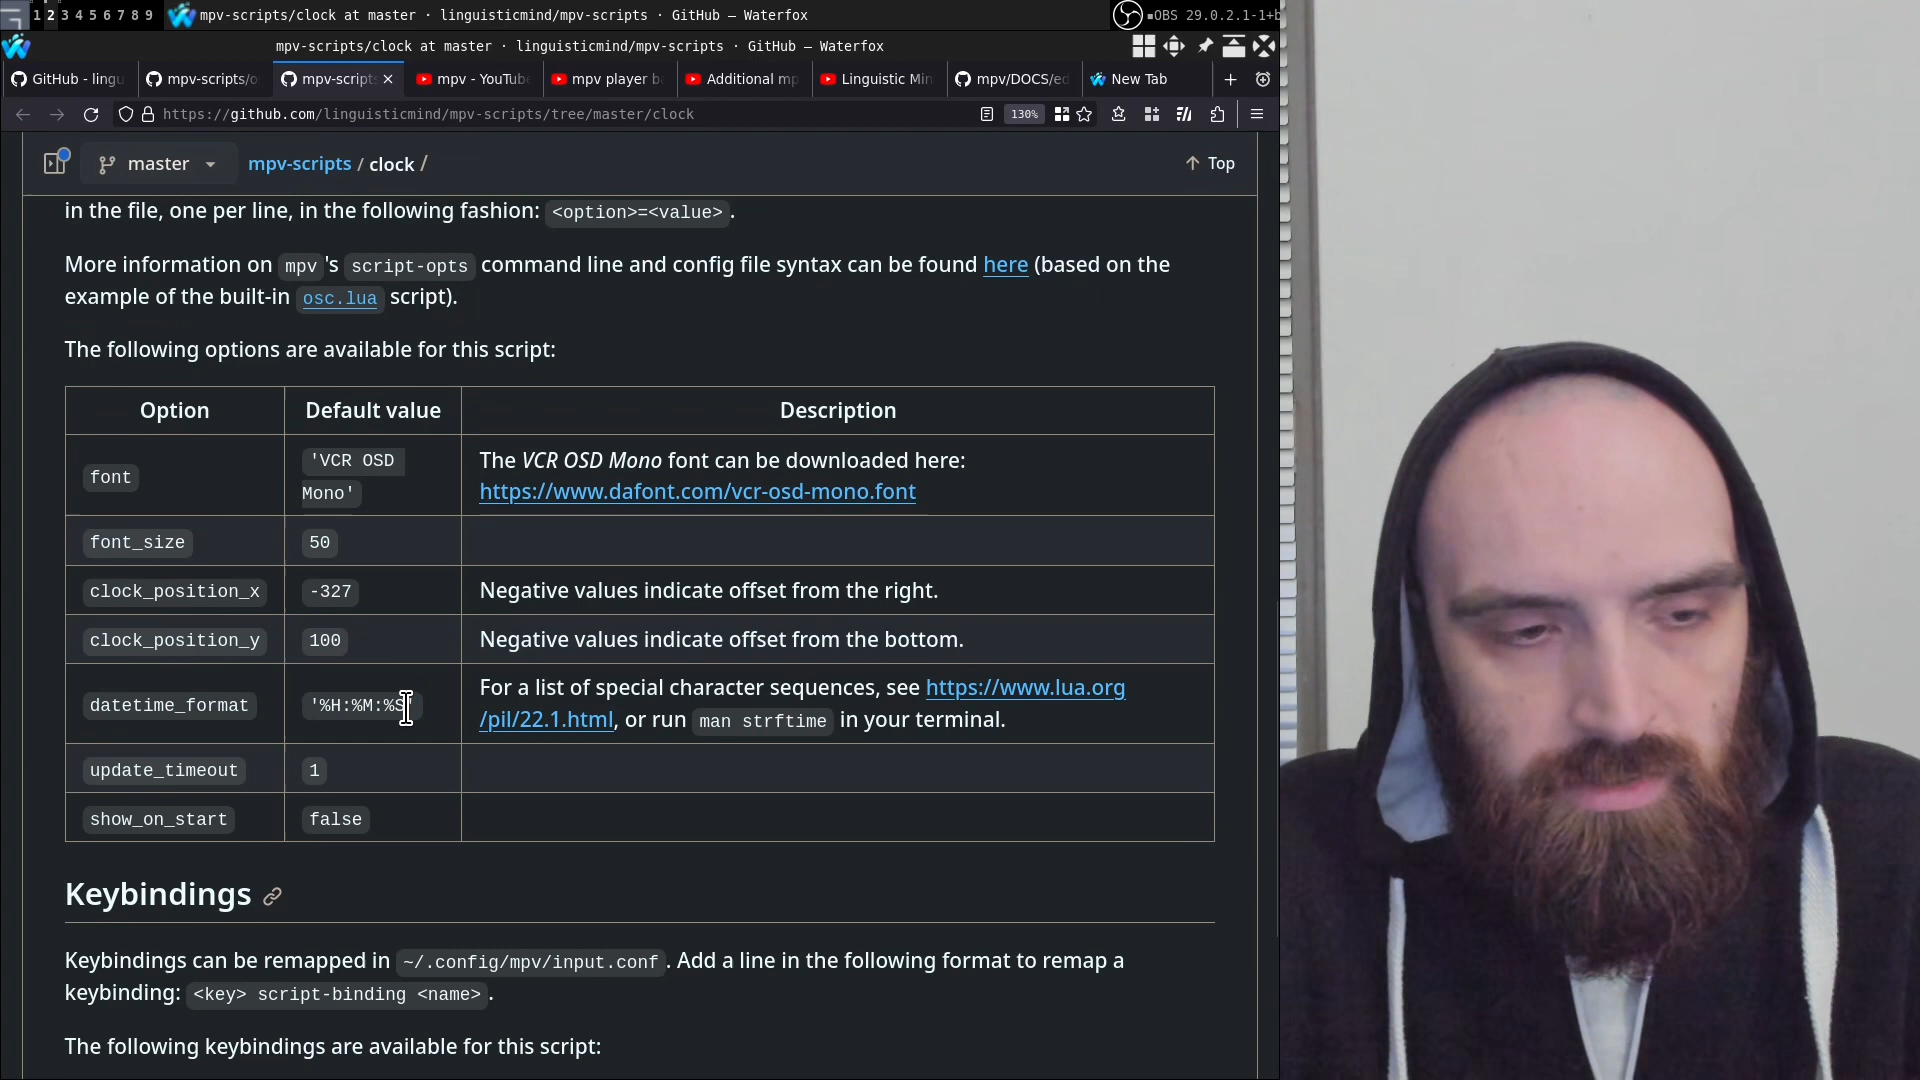 1 2 3 4 5 6 7 8 9
mpv-scripts/clock at master · linguisticmind/mpv-scripts · GitHub — Waterfox
OBS 29.0.2.1-1+b
mpv-scripts/clock at master · linguisticmind/mpv-scripts · GitHub — Waterfox
GitHub - lingu
mpv-scripts/o
mpv-scripts
mpv - YouTube
mpv player b
Additional mp
Linguistic Min
mpv/DOCS/ed
New Tab
https://github.com/linguisticmind/mpv-scripts/tree/master/clock
130%
master
mpv-scripts / clock /
Top
in the file, one per line, in the following fashion: <option>=<value>.
More information on mpv's script-opts command line and config file syntax can be found here (based on the
example of the built-in osc.lua script).
The following options are available for this script:
Option Default value Description
font 'VCR OSD Mono' The VCR OSD Mono font can be downloaded here:
https://www.dafont.com/vcr-osd-mono.font
font_size 50
clock_position_x -327 Negative values indicate offset from the right.
clock_position_y 100 Negative values indicate offset from the bottom.
datetime_format '%H:%M:%S' For a list of special character sequences, see https://www.lua.org
/pil/22.1.html, or run man strftime in your terminal.
update_timeout 1
show_on_start false
Keybindings
Keybindings can be remapped in ~/.config/mpv/input.conf. Add a line in the following format to remap a
keybinding: <key> script-binding <name>.
The following keybindings are available for this script: